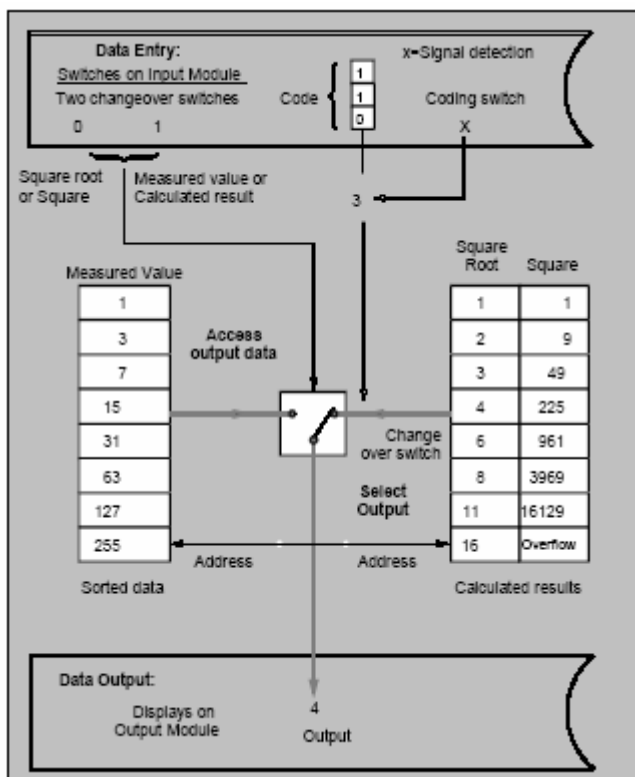 Data Entry:
x=Signal detection
Switches on Input Module
Two changeover switches
Code
1
1
0
Coding switch
0 1
X
Square root
or Square
Measured value or
Calculated result
3
Measured Value
Square
Root
Square
1
3
7
15
31
63
127
255
Access
output data
Change
over switch
Select
Output
Address
Address
1 1
2 9
3 49
4 225
6 961
8 3969
11 16129
16 Overflow
Sorted data
Calculated results
Data Output:
Displays on
Output Module
4
Output